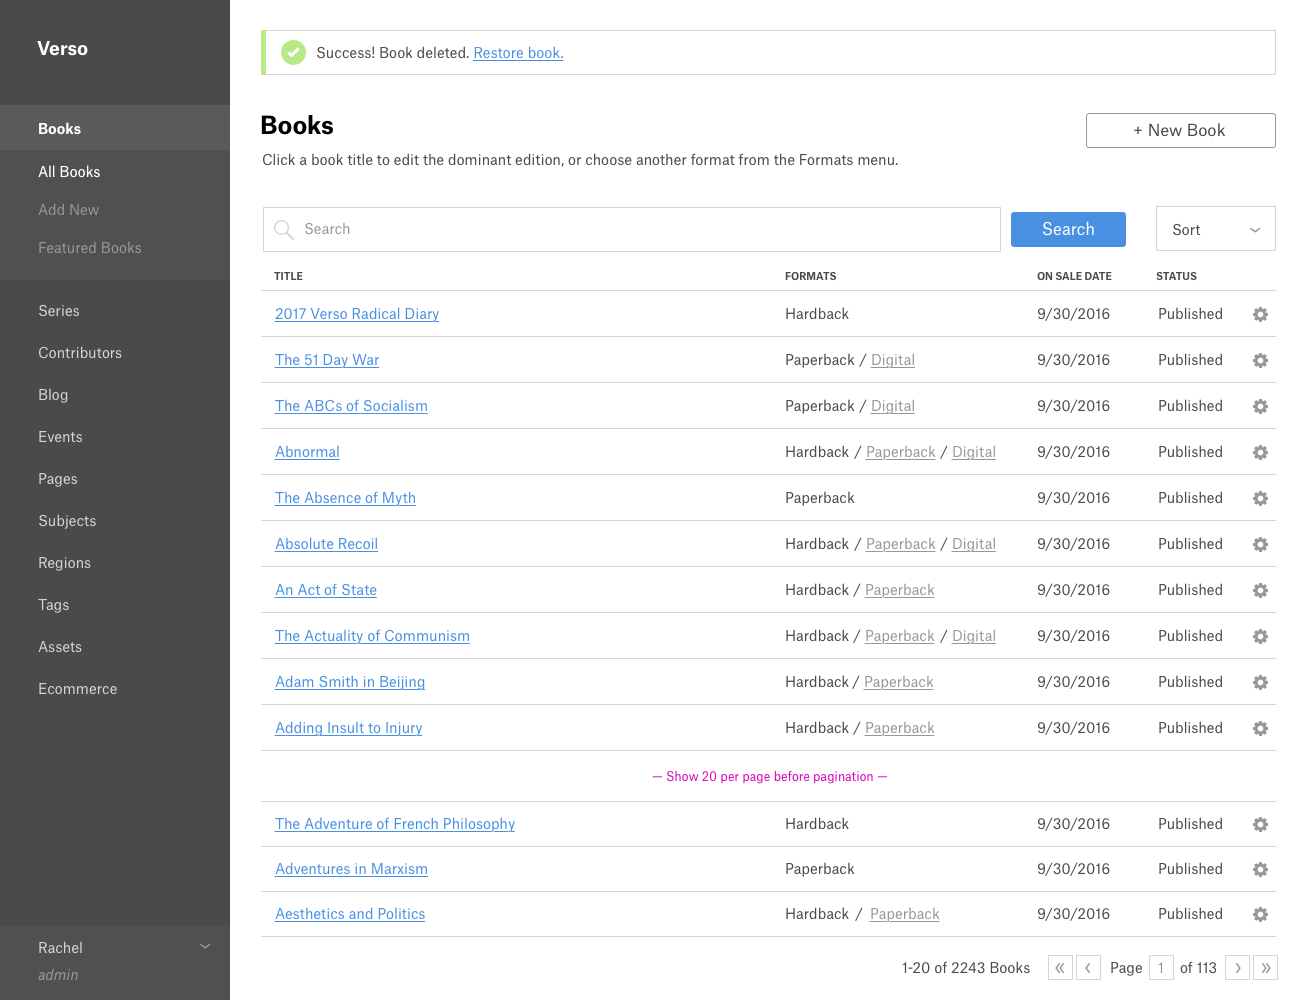 Verso
Books
All Books
Add New
Featured Books
Series
Contributors
Blog
Events
Pages
Subjects
Regions
Tags
Assets
Ecommerce
Rachel
admin
Success! Book deleted. Restore book.
Books
+ New Book
Click a book title to edit the dominant edition, or choose another format from the Formats menu.
Search Search Sort
TITLE FORMATS ON SALE DATE STATUS
2017 Verso Radical Diary Hardback 9/30/2016 Published
The 51 Day War Paperback / Digital 9/30/2016 Published
The ABCs of Socialism Paperback / Digital 9/30/2016 Published
Abnormal Hardback / Paperback / Digital 9/30/2016 Published
The Absence of Myth Paperback 9/30/2016 Published
Absolute Recoil Hardback / Paperback / Digital 9/30/2016 Published
An Act of State Hardback / Paperback 9/30/2016 Published
The Actuality of Communism Hardback / Paperback / Digital 9/30/2016 Published
Adam Smith in Beijing Hardback / Paperback 9/30/2016 Published
Adding Insult to Injury Hardback / Paperback 9/30/2016 Published
— Show 20 per page before pagination —
The Adventure of French Philosophy Hardback 9/30/2016 Published
Adventures in Marxism Paperback 9/30/2016 Published
Aesthetics and Politics Hardback / Paperback 9/30/2016 Published
1-20 of 2243 Books « ‹ Page 1 of 113 › »